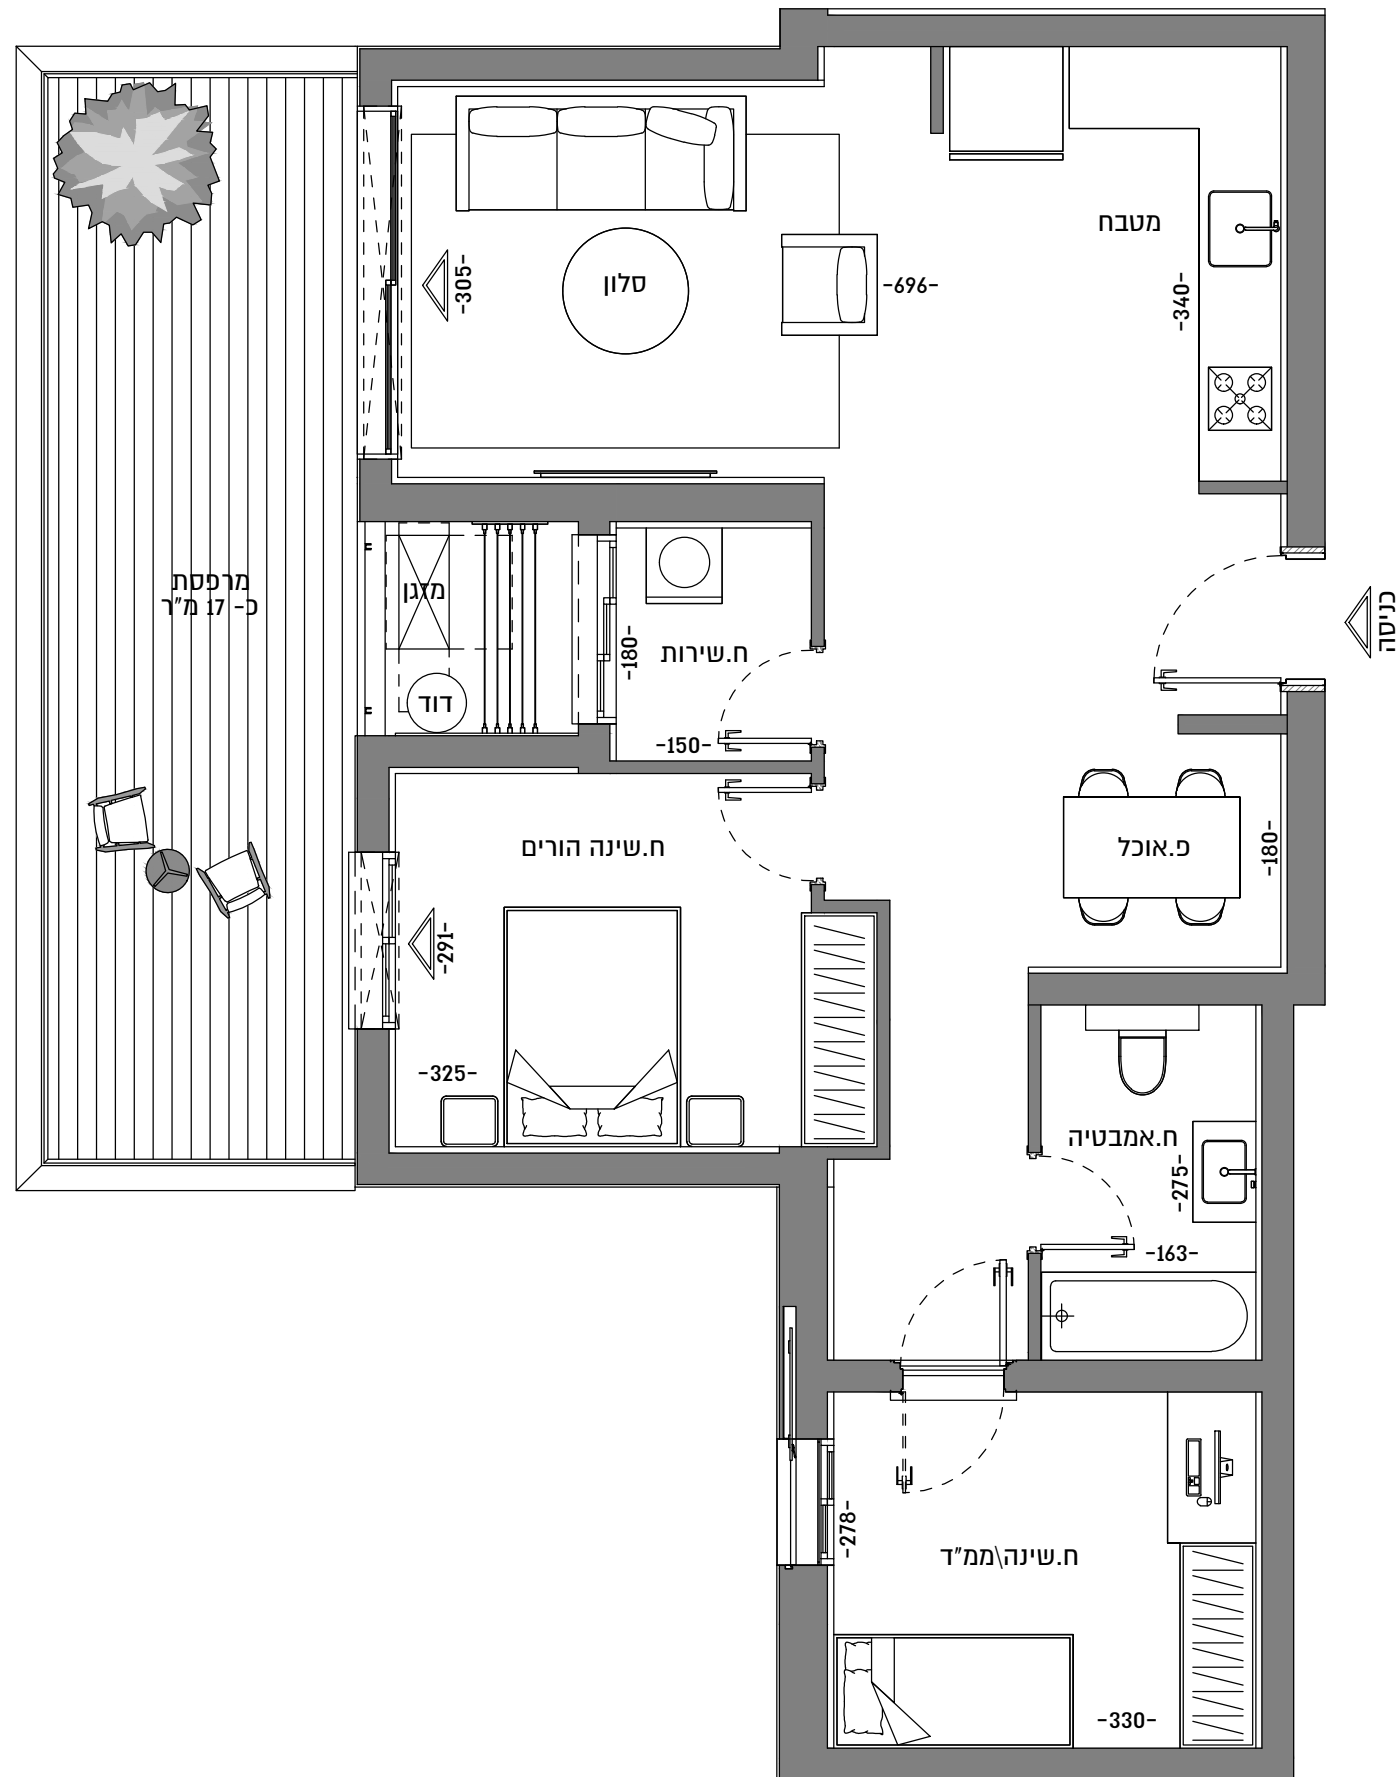 מטבח
-340-
סלון
-305-
-696-
מרפסת
כ- 17 מ"ר
מזגן
דוד
-180-
ח.שירות
-150-
כניסה
פ.אוכל
-180-
ח.שינה הורים
-291-
-325-
ח.אמבטיה
-275-
-163-
-278-
ח.שינה\ממ"ד
-330-